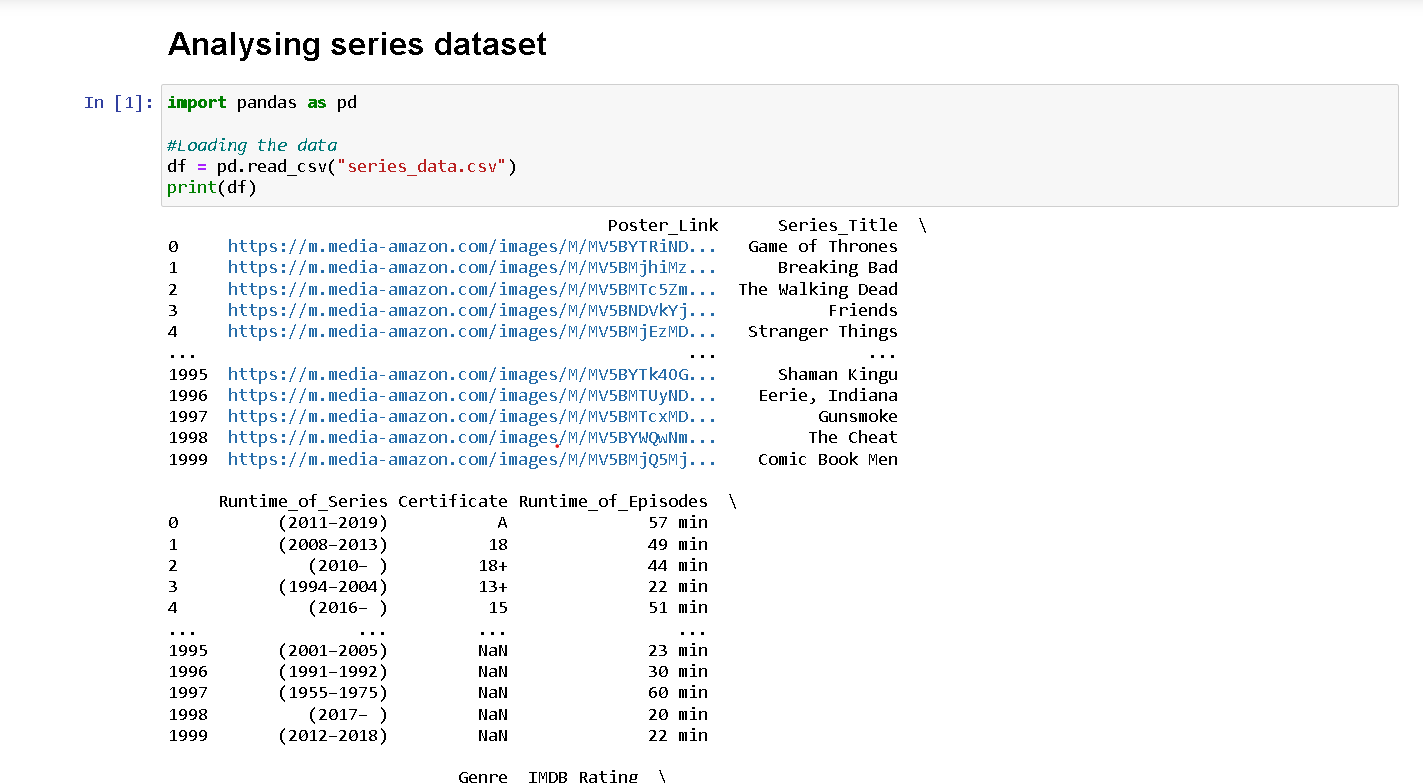 Analysing series dataset
In [1]: import pandas as pd
#Loading the data
df = pd.read_csv("series_data.csv")
print(df)
Poster_Link Series_Title \
0 https://m.media-amazon.com/images/M/MV5BYTRiND... Game of Thrones
1 https://m.media-amazon.com/images/M/MV5BMjhiMz... Breaking Bad
2 https://m.media-amazon.com/images/M/MV5BMTc5Zm... The Walking Dead
3 https://m.media-amazon.com/images/M/MV5BNDVkYj... Friends
4 https://m.media-amazon.com/images/M/MV5BMjEzMD... Stranger Things
... ... ...
1995 https://m.media-amazon.com/images/M/MV5BYTk4OG... Shaman Kingu
1996 https://m.media-amazon.com/images/M/MV5BMTUyND... Eerie, Indiana
1997 https://m.media-amazon.com/images/M/MV5BMTcxMD... Gunsmoke
1998 https://m.media-amazon.com/images/M/MV5BYWQwNm... The Cheat
1999 https://m.media-amazon.com/images/M/MV5BMjQ5Mj... Comic Book Men
Runtime_of_Series Certificate Runtime_of_Episodes \
0 (2011–2019) A 57 min
1 (2008–2013) 18 49 min
2 (2010– ) 18+ 44 min
3 (1994–2004) 13+ 22 min
4 (2016– ) 15 51 min
... ... ... ...
1995 (2001–2005) NaN 23 min
1996 (1991–1992) NaN 30 min
1997 (1955–1975) NaN 60 min
1998 (2017– ) NaN 20 min
1999 (2012–2018) NaN 22 min
Genre IMDB_Rating \